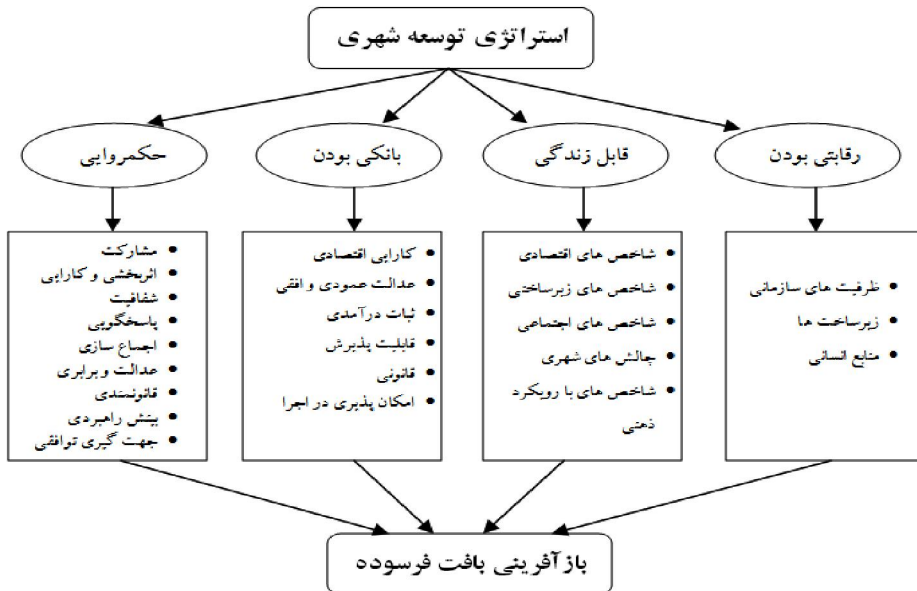 استراتژی توسعه شهری
رقابتی بودن
قابل زندگی
بانکی بودن
حکمروایی
• ظرفیت های سازمانی
• زیرساخت ها
• منابع انسانی
• شاخص های اقتصادی
• شاخص های زیرساختی
• شاخص های اجتماعی
• چالش های شهری
• شاخص های با رویکرد
ذهنی
• کارایی اقتصادی
• عدالت عمودی و افقی
• ثبات درآمدی
• قابلیت پذیرش
• قانونی
• امکان پذیری در اجرا
• مشارکت
• اثربخشی و کارایی
• شفافیت
• پاسخگویی
• اجماع سازی
• عدالت و برابری
• قانونمندی
• بینش راهبردی
• جهت گیری توافقی
بازآفرینی بافت فرسوده